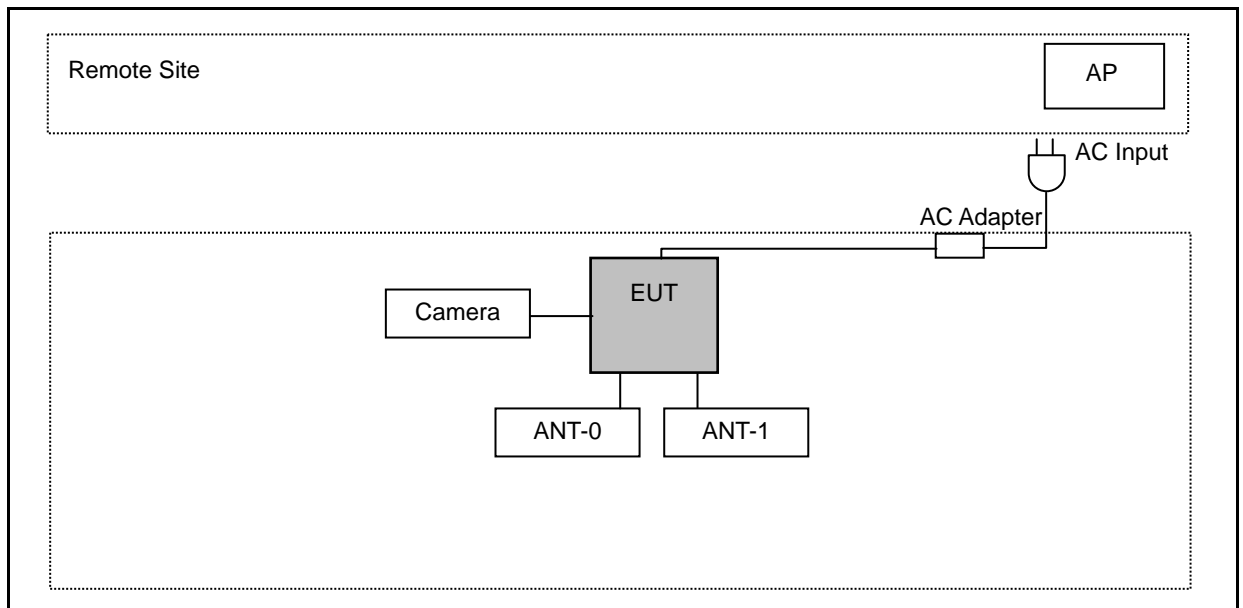 Remote Site
AP
AC Input
AC Adapter
EUT
Camera
ANT-0
ANT-1